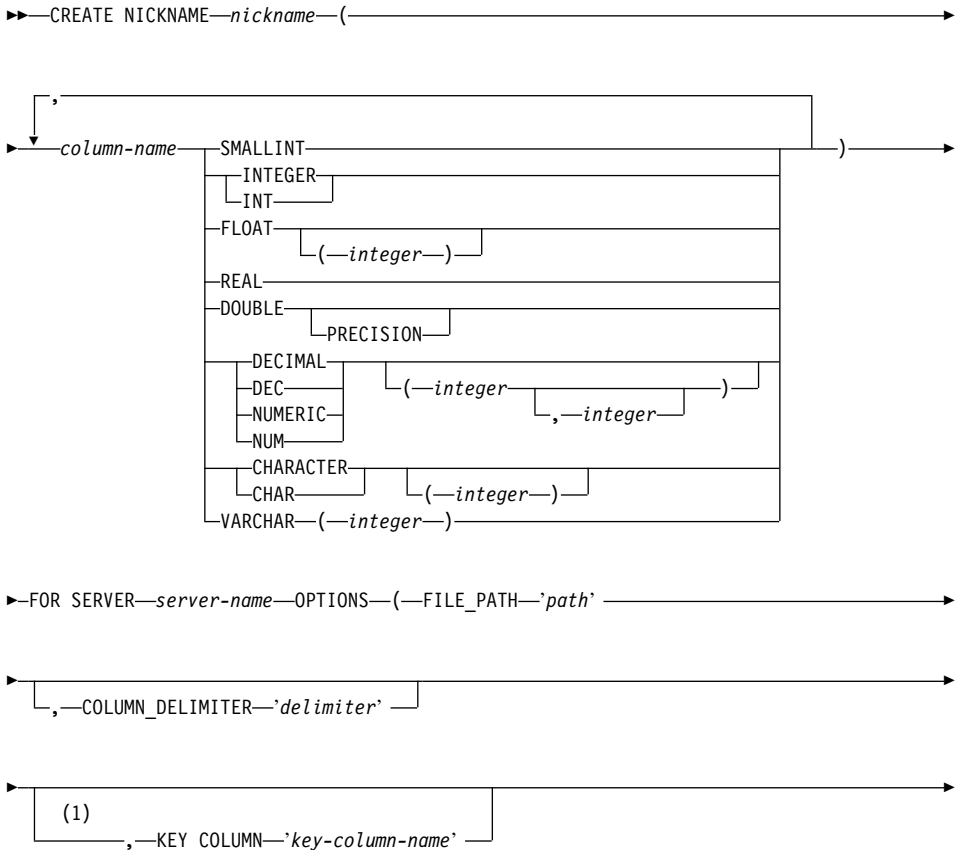 CREATE NICKNAME nickname (
,
column-name SMALLINT )
INTEGER
INT
FLOAT
( integer )
REAL
DOUBLE
PRECISION
DECIMAL
DEC ( integer )
NUMERIC , integer
NUM
CHARACTER
CHAR ( integer )
VARCHAR ( integer )
FOR SERVER server-name OPTIONS ( FILE_PATH ’path’
, COLUMN_DELIMITER ’delimiter’
(1)
, KEY COLUMN ’key-column-name’